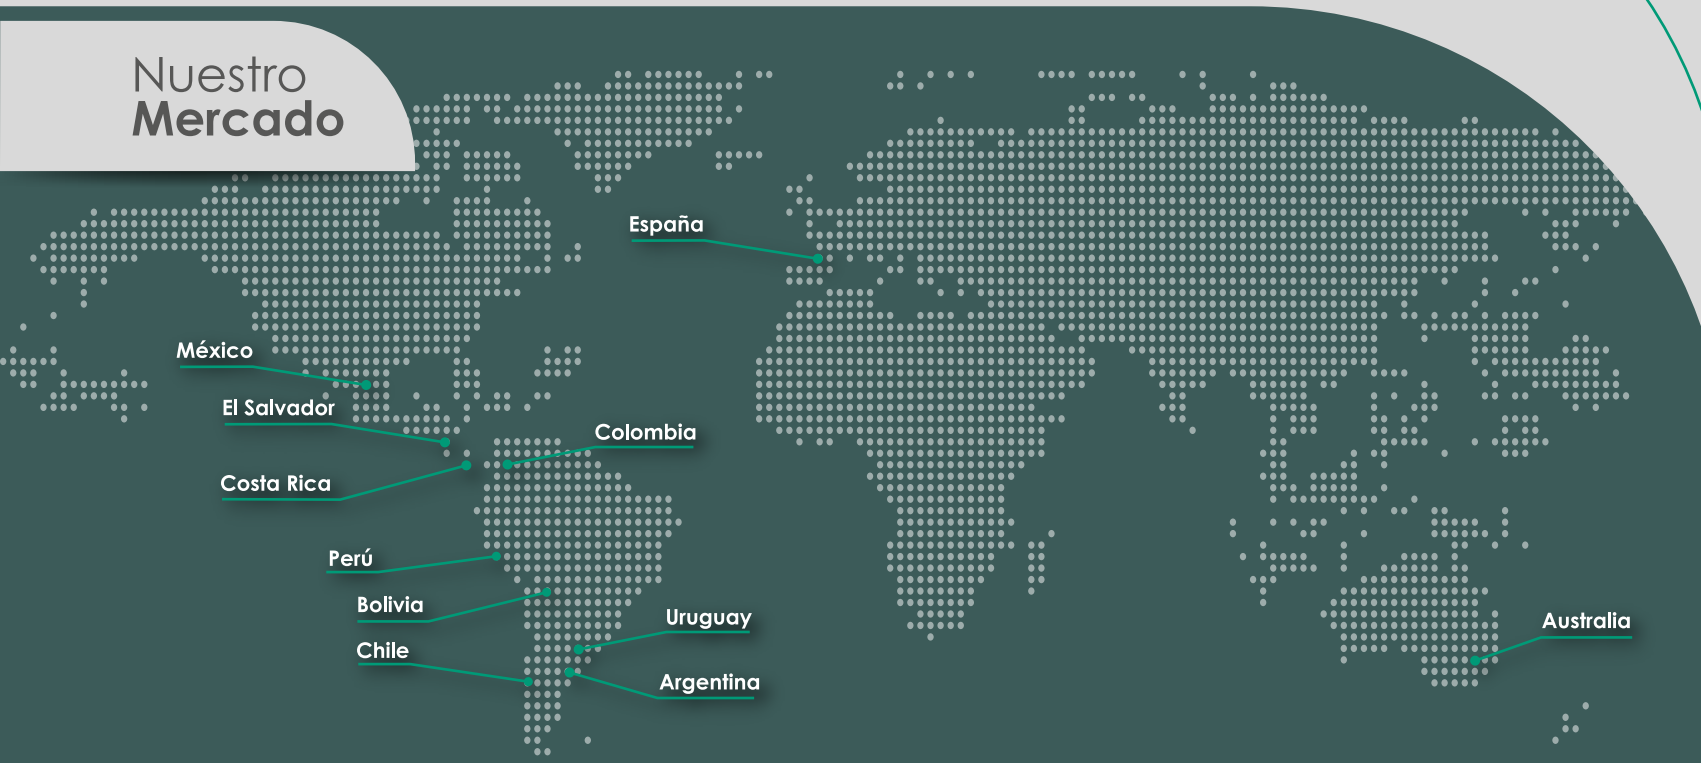 Nuestro
Mercado
España
México
El Salvador
Colombia
Costa Rica
Perú
Bolivia
Uruguay
Chile
Argentina
Australia